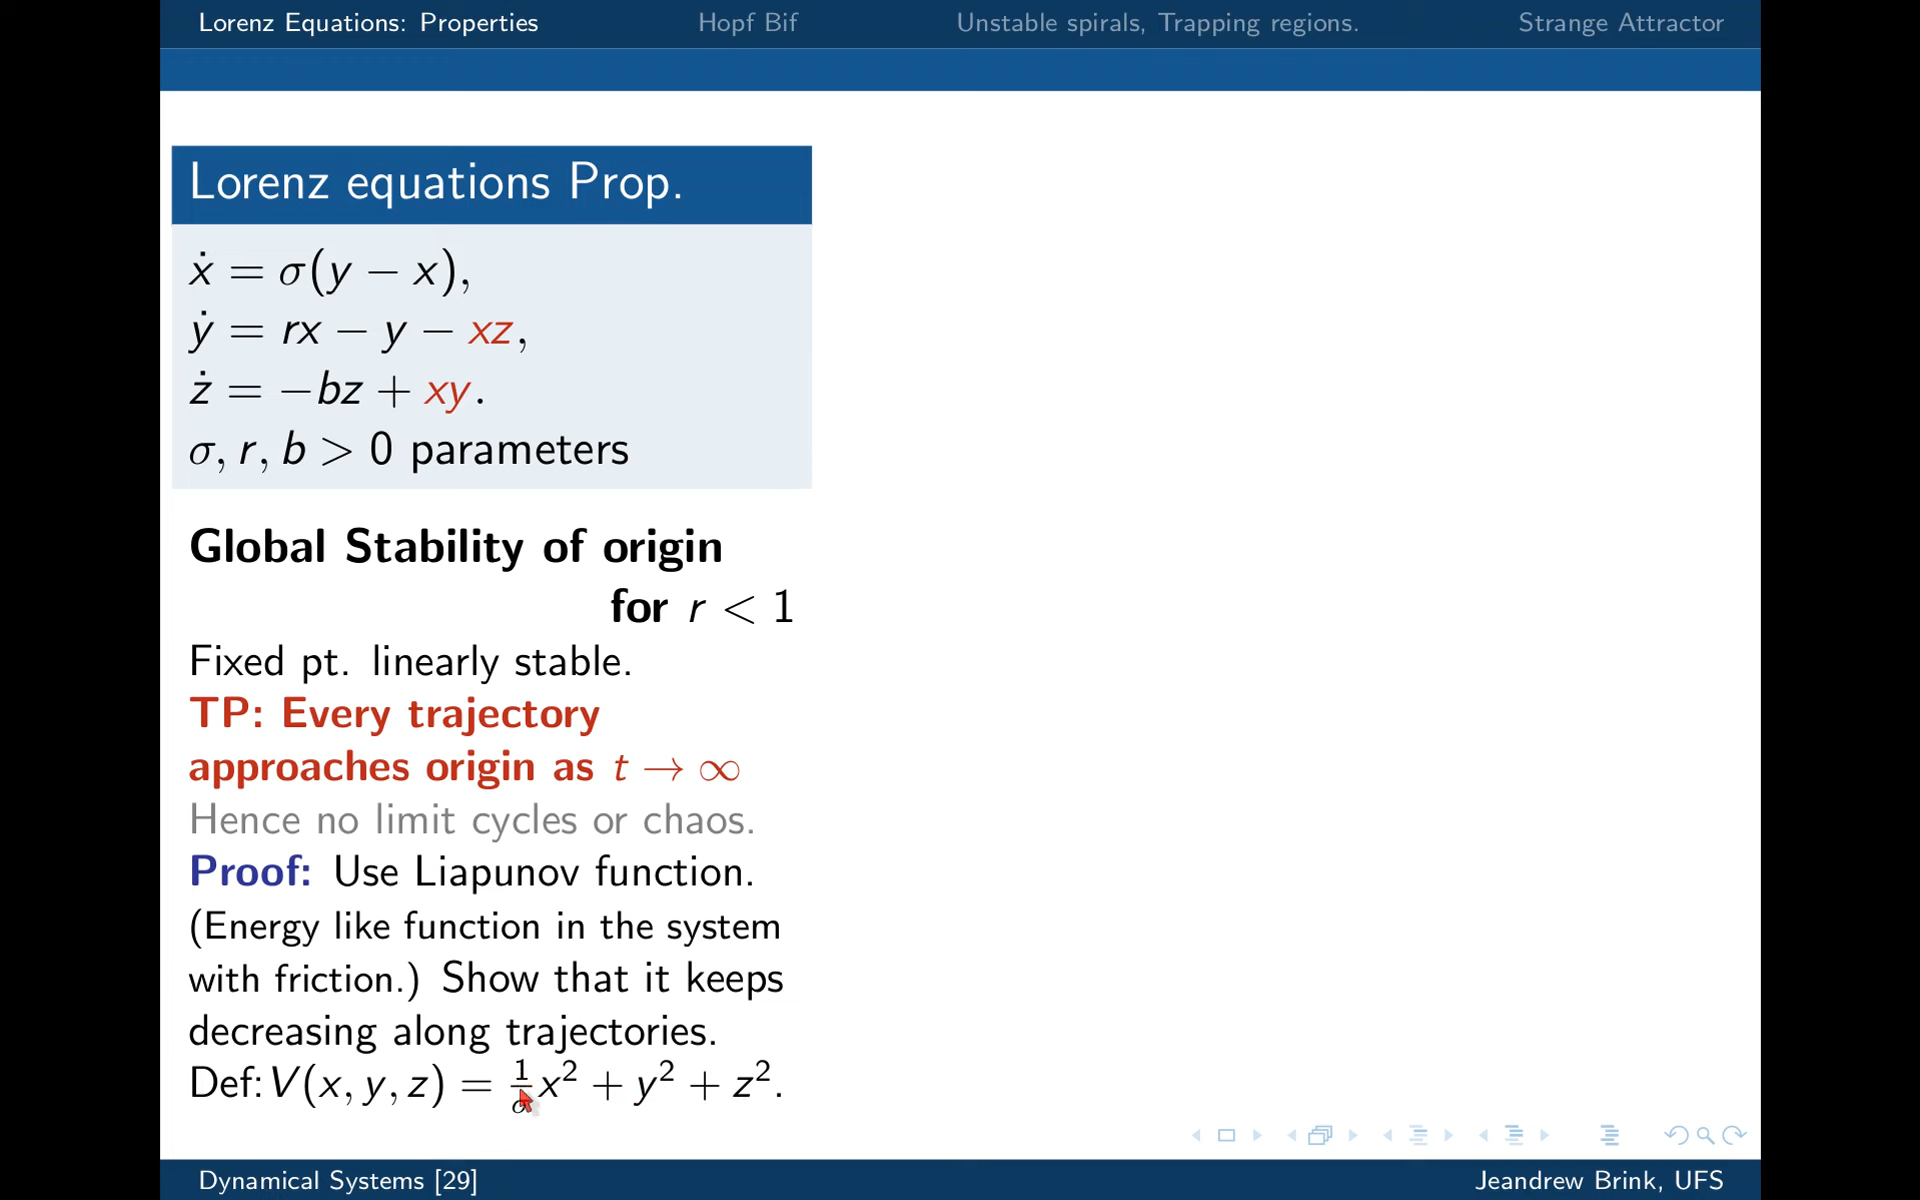 Lorenz Equations: Properties Hopf Bif Unstable spirals, Trapping regions. Strange Attractor
Lorenz equations Prop.
ẋ = σ(y − x),
ẏ = rx − y − xz,
ż = −bz + xy.
σ, r, b > 0 parameters
Global Stability of origin
for r < 1
Fixed pt. linearly stable.
TP: Every trajectory
approaches origin as t → ∞
Hence no limit cycles or chaos.
Proof: Use Liapunov function.
(Energy like function in the system
with friction.) Show that it keeps
decreasing along trajectories.
Def: V(x, y, z) = 1/σ x² + y² + z².
Dynamical Systems [29] Jeandrew Brink, UFS